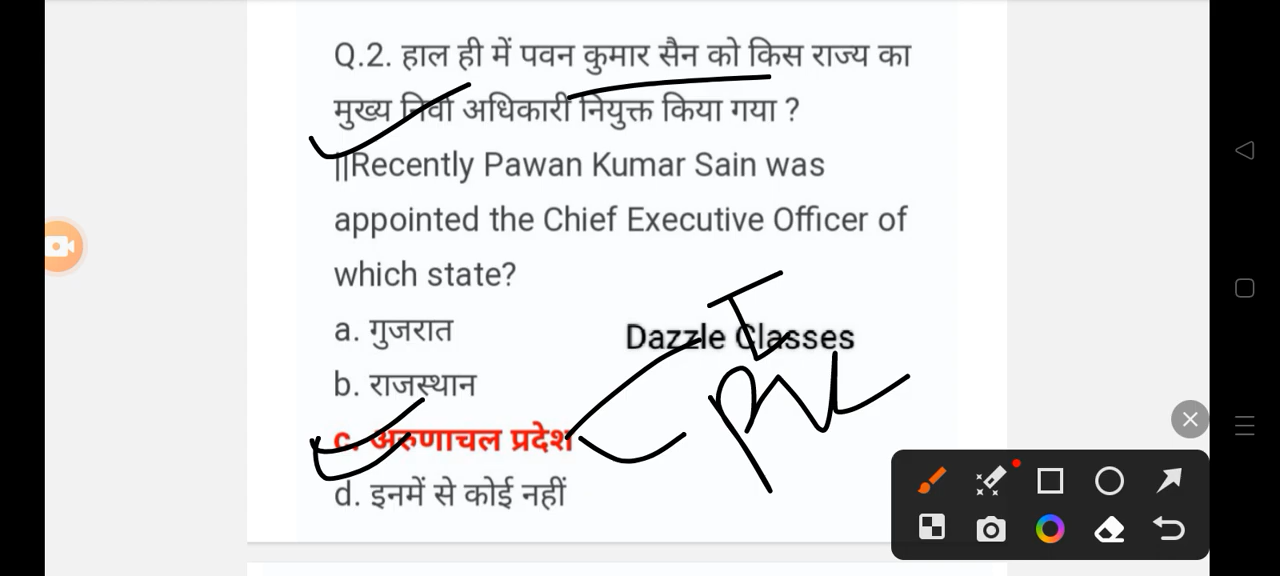 Q.2. हाल ही में पवन कुमार सैन को किस राज्य का
मुख्य निर्वा अधिकारी नियुक्त किया गया ?
||Recently Pawan Kumar Sain was
appointed the Chief Executive Officer of
which state?
a. गुजरात
Dazzle Classes
b. राजस्थान
c. अरुणाचल प्रदेश
d. इनमें से कोई नहीं